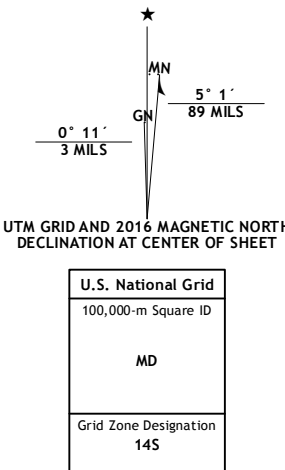 ★
MN
GN
5° 1´
89 MILS
0° 11´
3 MILS
UTM GRID AND 2016 MAGNETIC NORTH
DECLINATION AT CENTER OF SHEET
U.S. National Grid
100,000-m Square ID
MD
Grid Zone Designation
14S